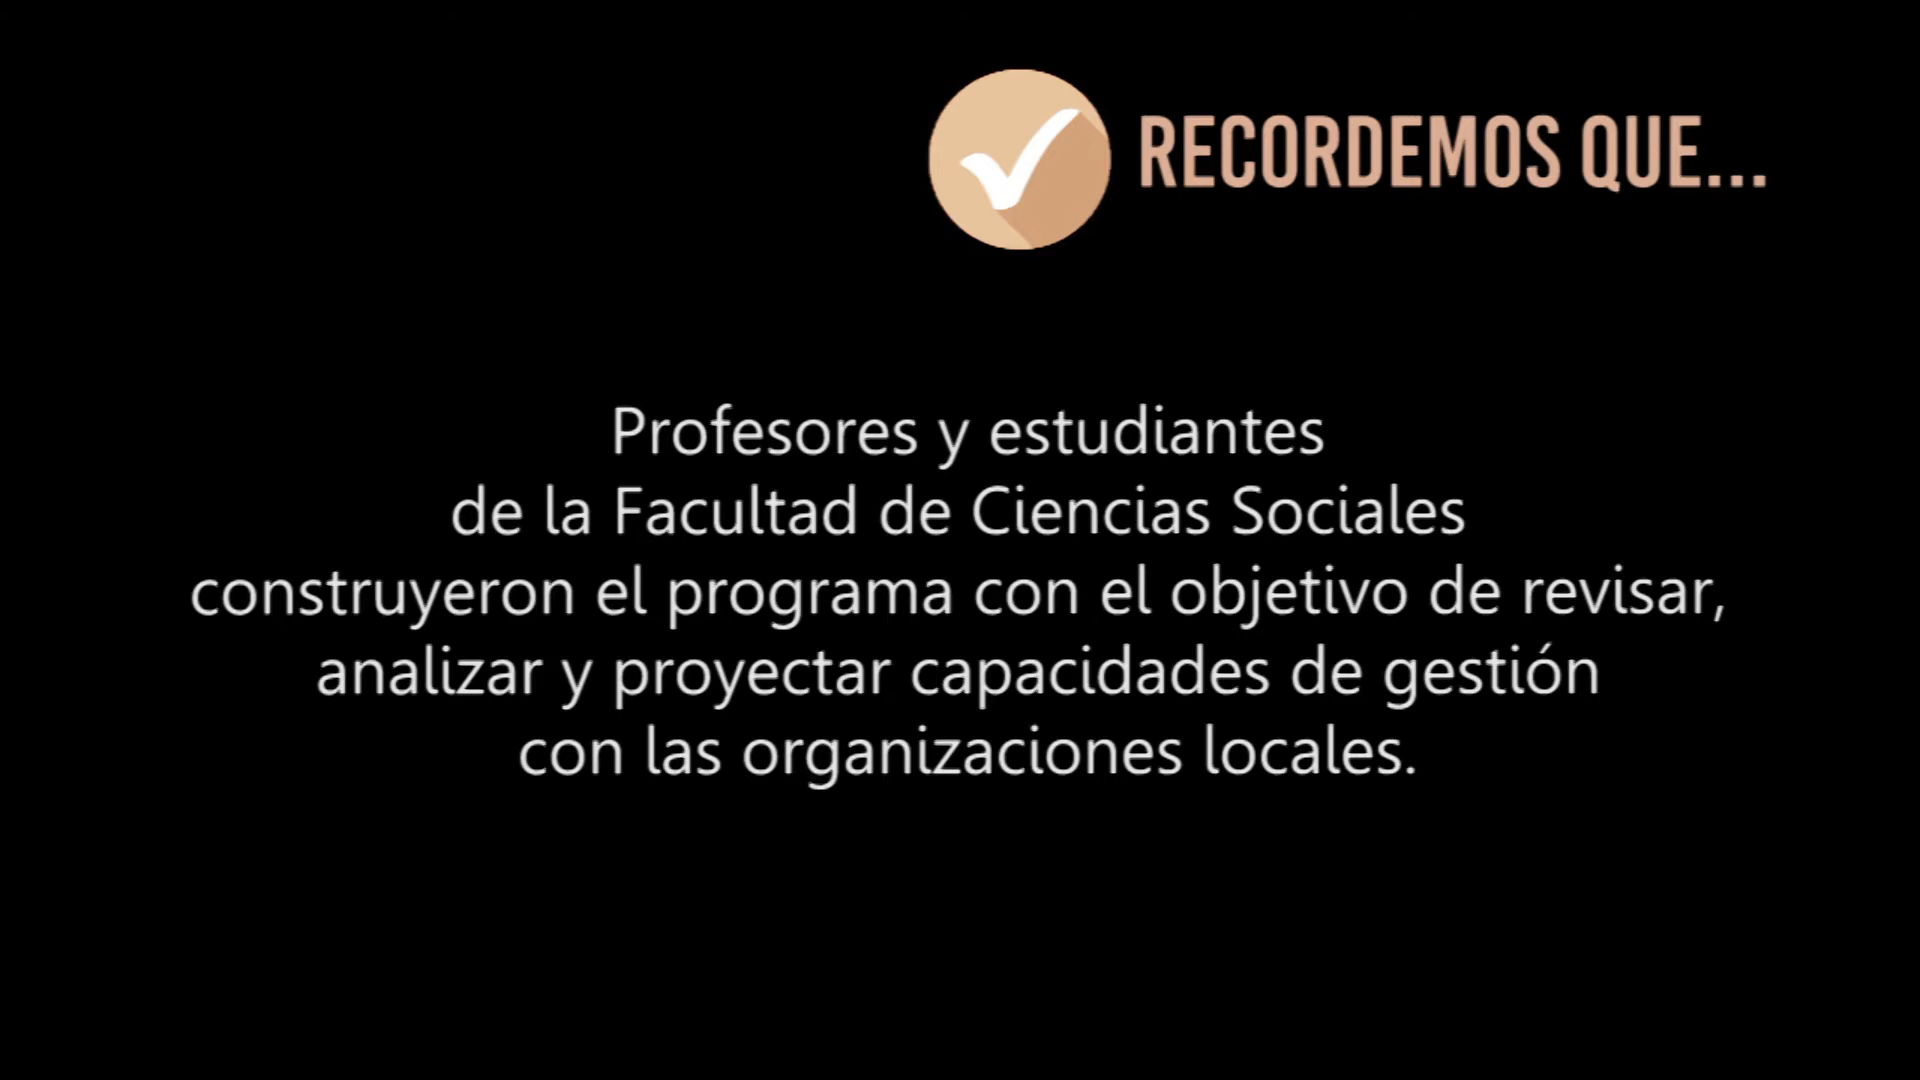 RECORDEMOS QUE...
Profesores y estudiantes
de la Facultad de Ciencias Sociales
construyeron el programa con el objetivo de revisar,
analizar y proyectar capacidades de gestión
con las organizaciones locales.